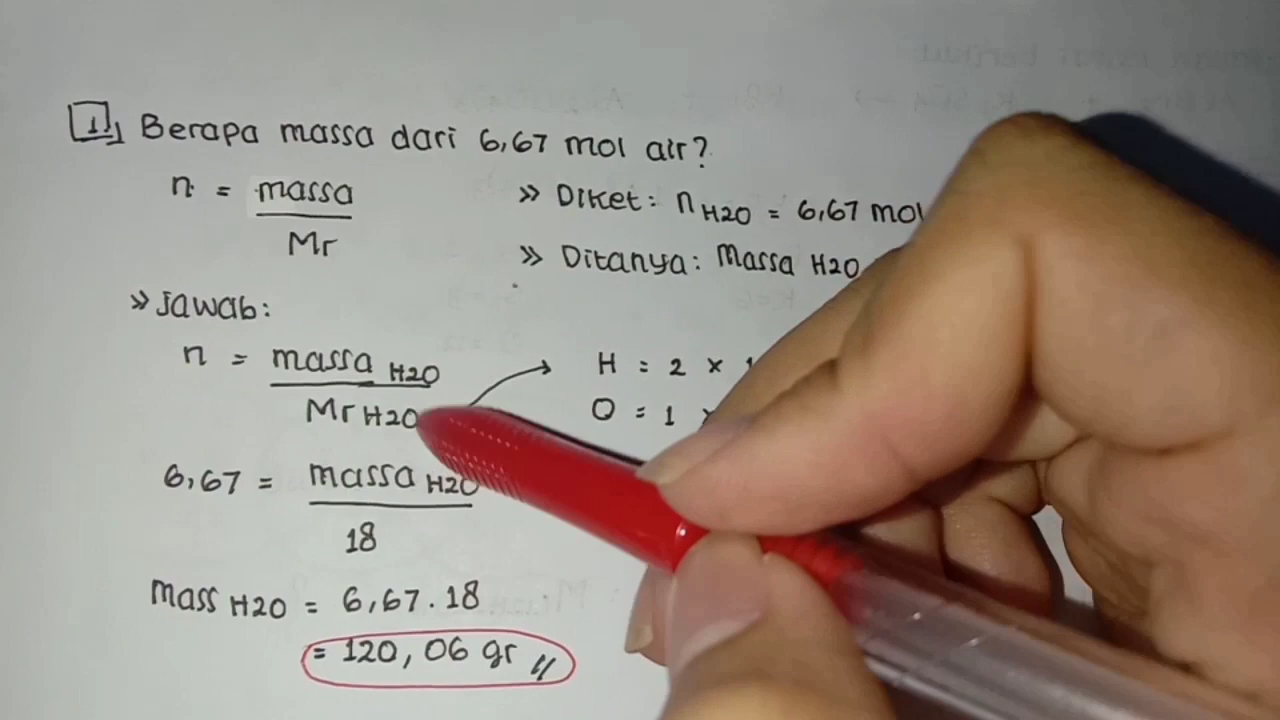 1, Berapa massa dari 6,67 mol air?
n = massa
Mr
» Diket: n H2O = 6,67 mol
» Ditanya: Massa H2O
» Jawab:
n = massa H2O
Mr H2O
H = 2 ×
O = 1
6,67 = massa H2O
18
mass H2O = 6,67 . 18
= 120, 06 gr //